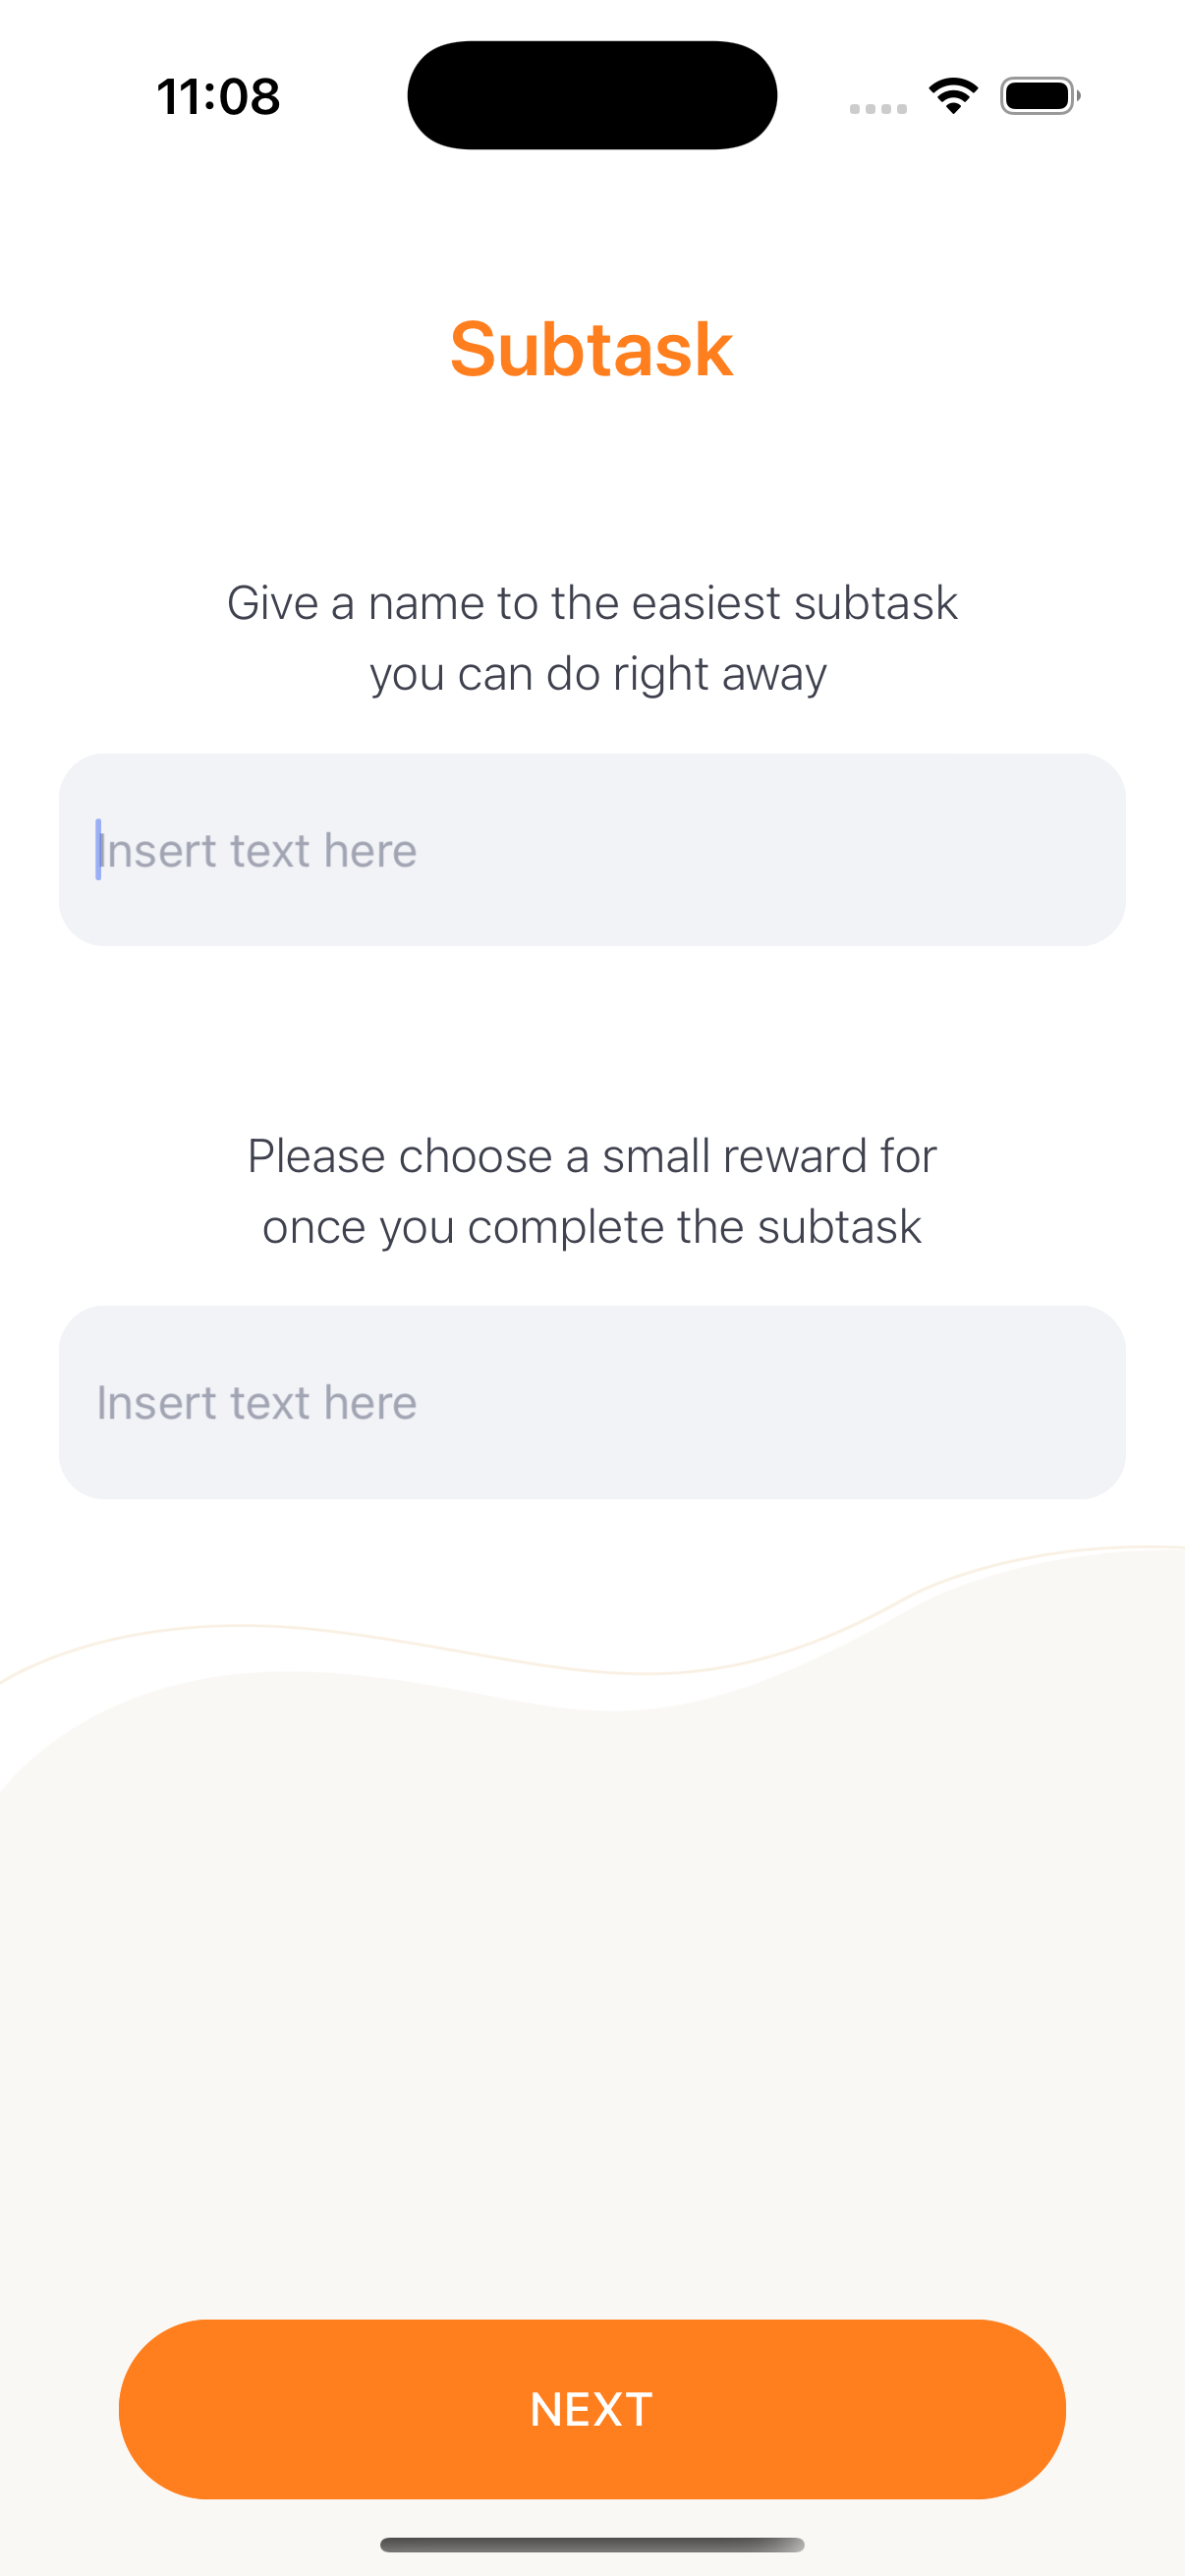 11:08
Subtask
Give a name to the easiest subtask
you can do right away
Insert text here
Please choose a small reward for
once you complete the subtask
Insert text here
NEXT